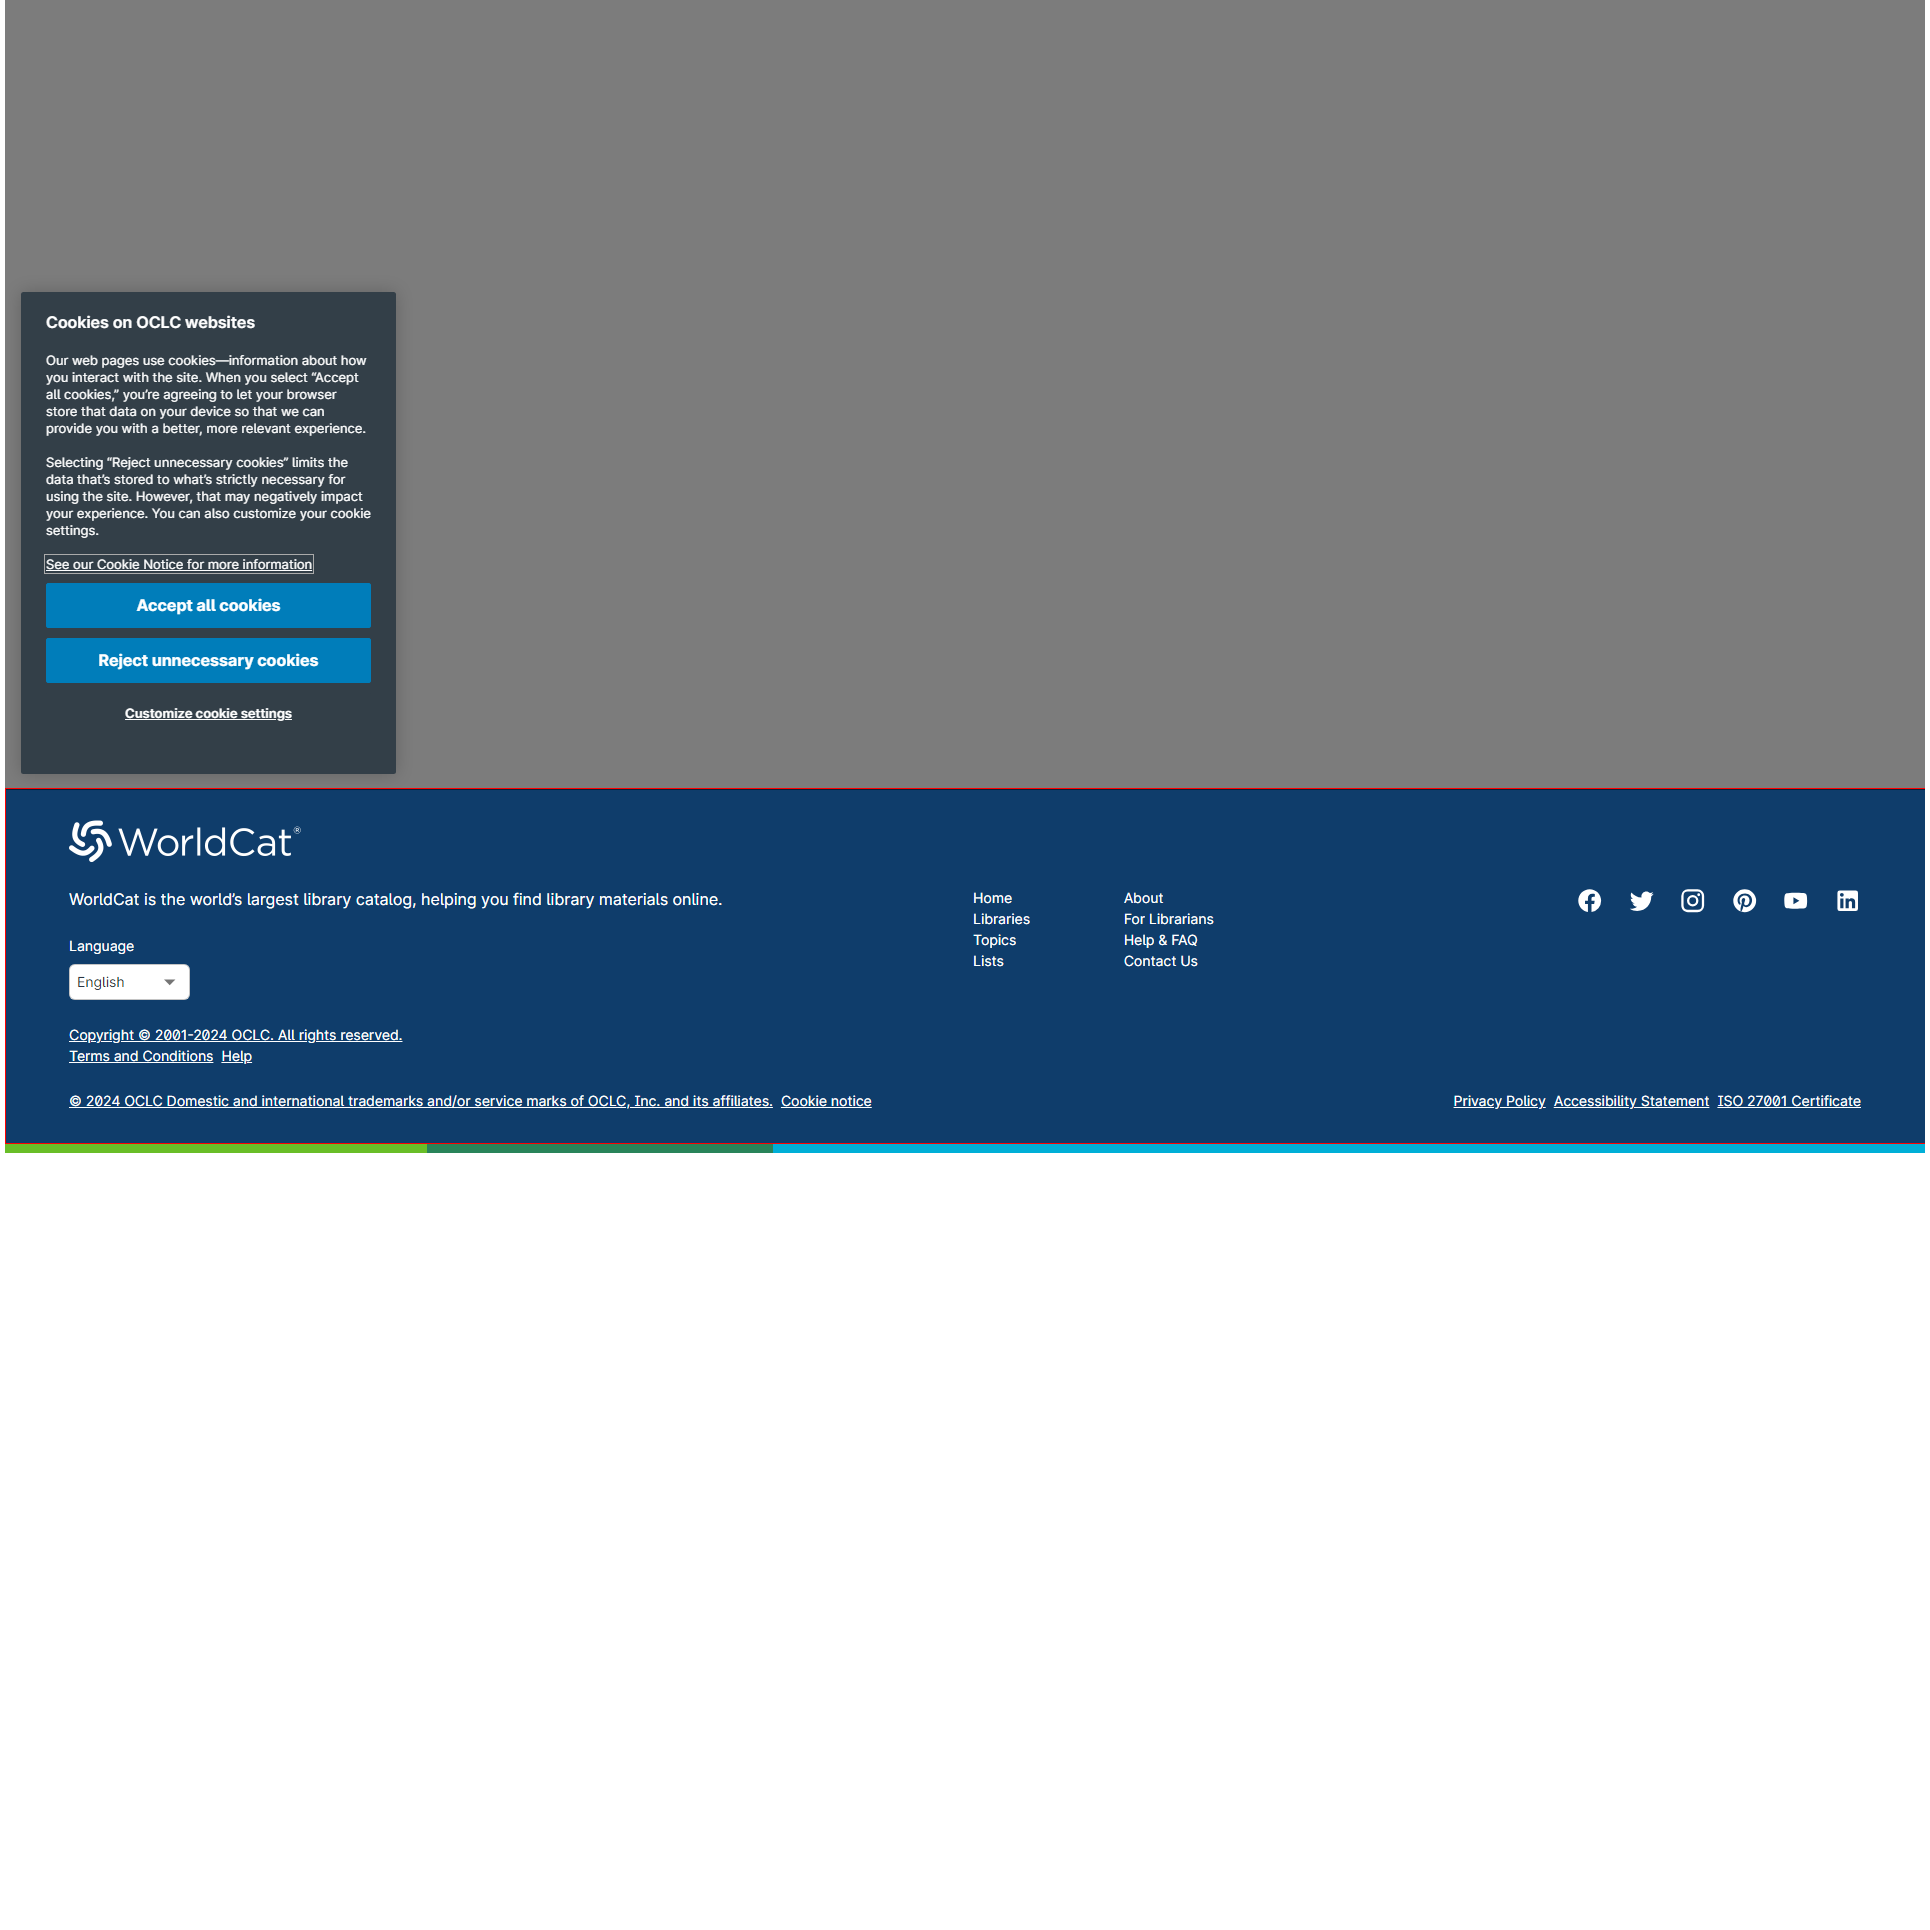 Cookies on OCLC websites
Our web pages use cookies—information about how
you interact with the site. When you select “Accept
all cookies,” you’re agreeing to let your browser
store that data on your device so that we can
provide you with a better, more relevant experience.
Selecting “Reject unnecessary cookies” limits the
data that’s stored to what’s strictly necessary for
using the site. However, that may negatively impact
your experience. You can also customize your cookie
settings.
See our Cookie Notice for more information
Accept all cookies
Reject unnecessary cookies
Customize cookie settings
WorldCat®
WorldCat is the world’s largest library catalog, helping you find library materials online.
Language
English
Home
Libraries
Topics
Lists
About
For Librarians
Help & FAQ
Contact Us
Copyright © 2001-2024 OCLC. All rights reserved.
Terms and Conditions Help
© 2024 OCLC Domestic and international trademarks and/or service marks of OCLC, Inc. and its affiliates. Cookie notice
Privacy Policy Accessibility Statement ISO 27001 Certificate